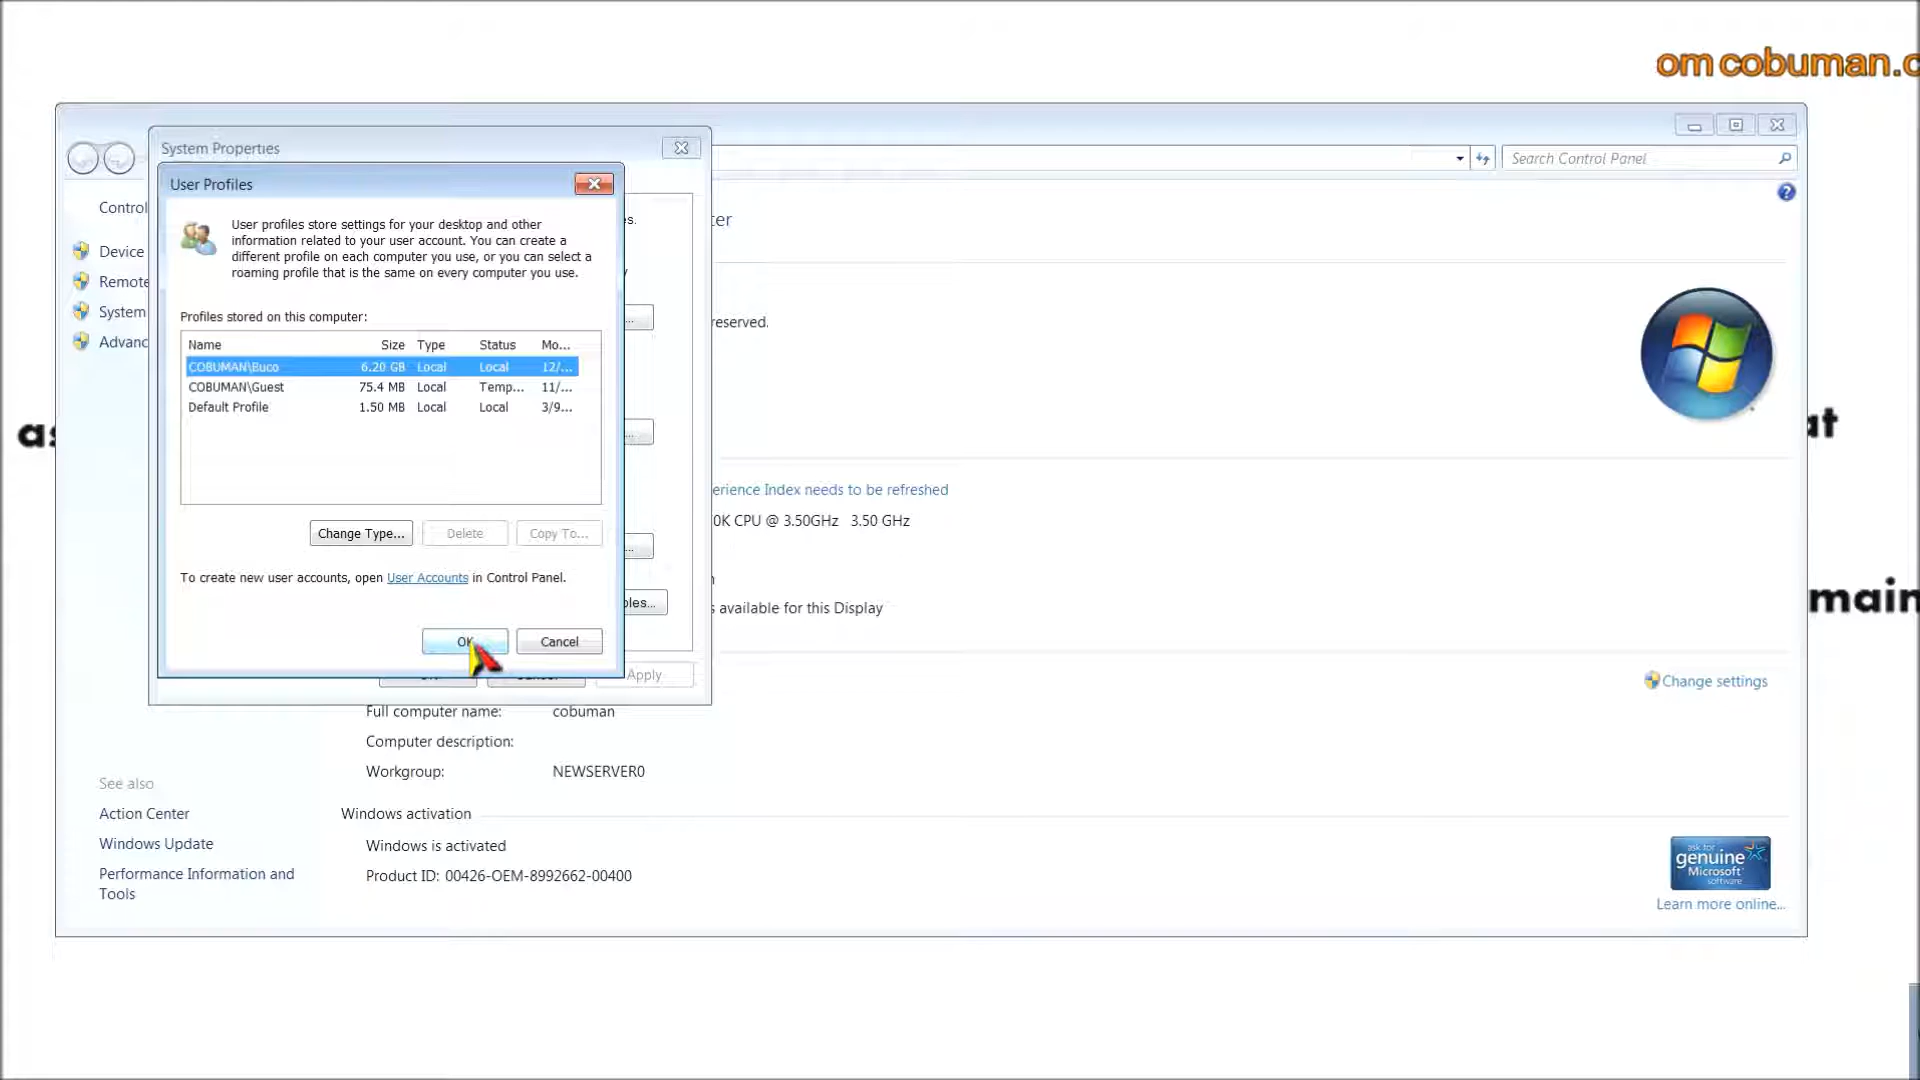 om cobuman.c
System Properties
Search Control Panel
User Profiles
Control
User profiles store settings for your desktop and other
information related to your user account. You can create a
different profile on each computer you use, or you can select a
roaming profile that is the same on every computer you use.
es.
ter
Device
Remote
System
reserved.
Profiles stored on this computer:
Advanc
Name Size Type Status Mo...
COBUMAN\Buco 6.20 GB Local Local 12/...
COBUMAN\Guest 75.4 MB Local Temp... 11/...
Default Profile 1.50 MB Local Local 3/9...
as
at
erience Index needs to be refreshed
0K CPU @ 3.50GHz 3.50 GHz
Change Type... Delete Copy To...
To create new user accounts, open User Accounts in Control Panel.
bles...
s available for this Display
main
OK Cancel
Apply
Change settings
Full computer name: cobuman
Computer description:
Workgroup: NEWSERVER0
See also
Action Center
Windows Update
Performance Information and
Tools
Windows activation
Windows is activated
Product ID: 00426-OEM-8992662-00400
ask for
genuine
Microsoft
software
Learn more online...